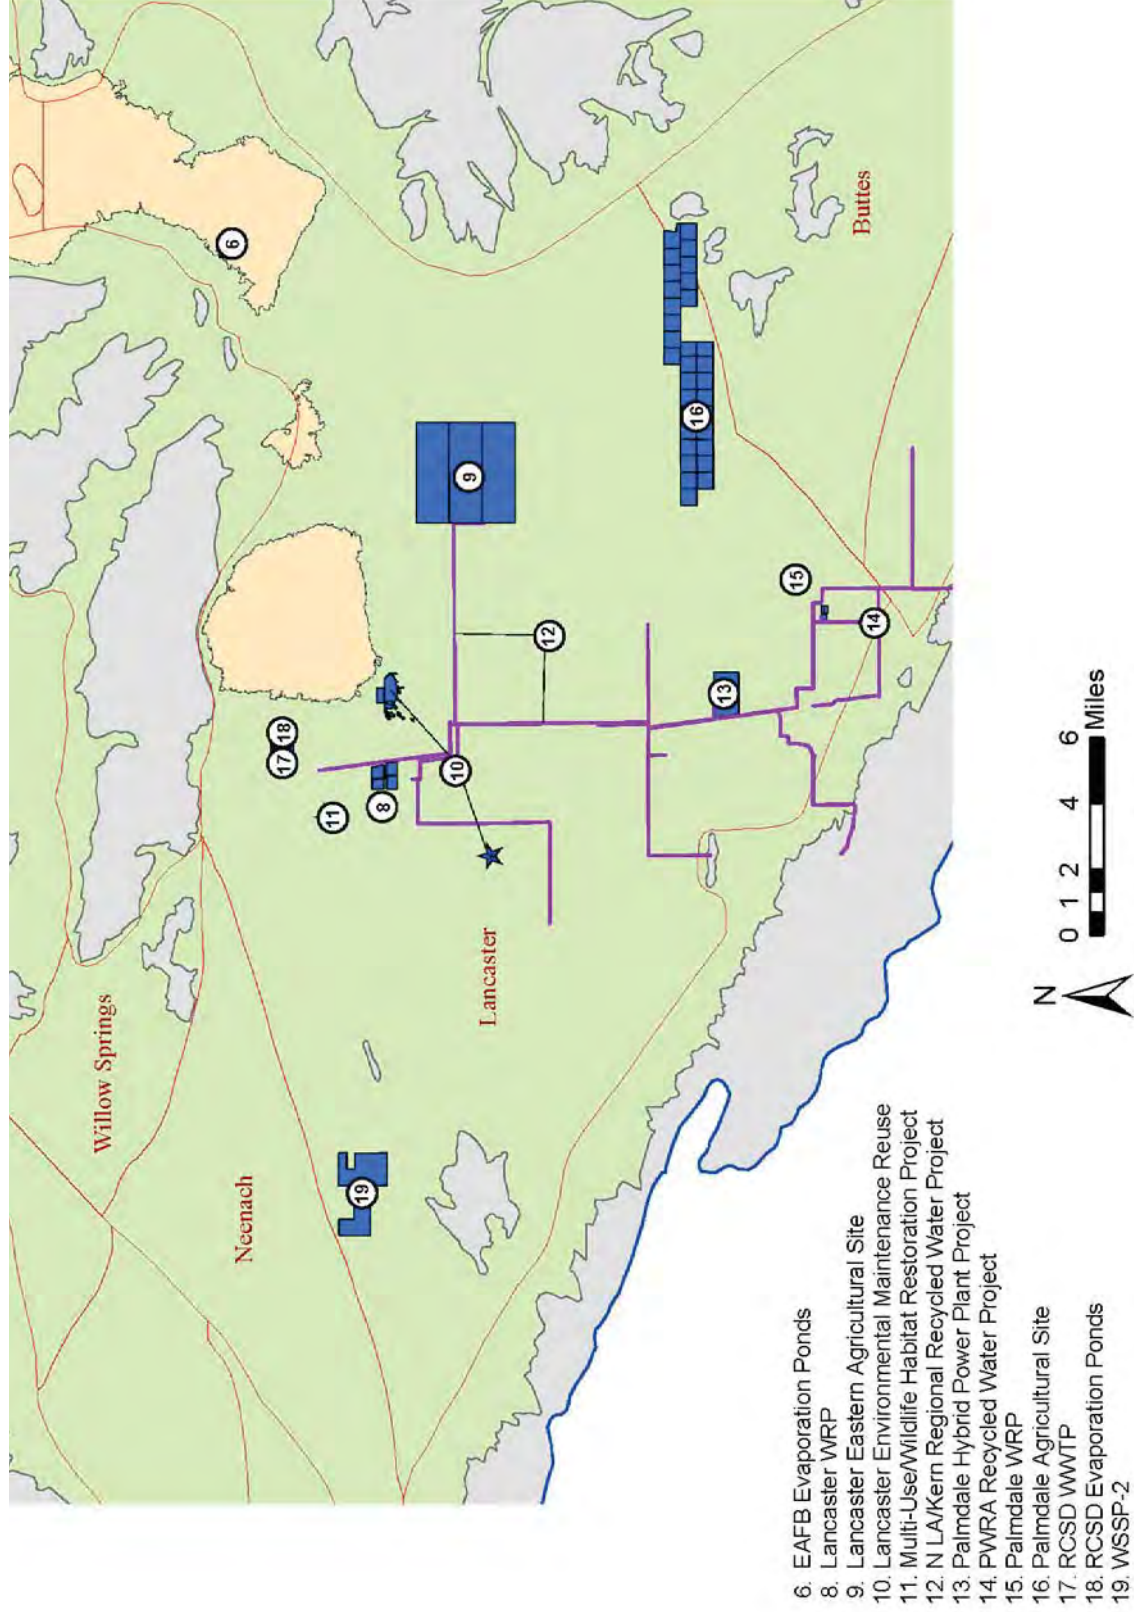 Willow Springs
Neenach
Lancaster
Buttes
6
8
9
10
11
12
13
14
15
16
17
18
19
6. EAFB Evaporation Ponds
8. Lancaster WRP
9. Lancaster Eastern Agricultural Site
10. Lancaster Environmental Maintenance Reuse
11. Multi-Use/Wildlife Habitat Restoration Project
12. N LA/Kern Regional Recycled Water Project
13. Palmdale Hybrid Power Plant Project
14. PWRA Recycled Water Project
15. Palmdale WRP
16. Palmdale Agricultural Site
17. RCSD WWTP
18. RCSD Evaporation Ponds
19. WSSP-2
N
0 1 2 4 6 Miles